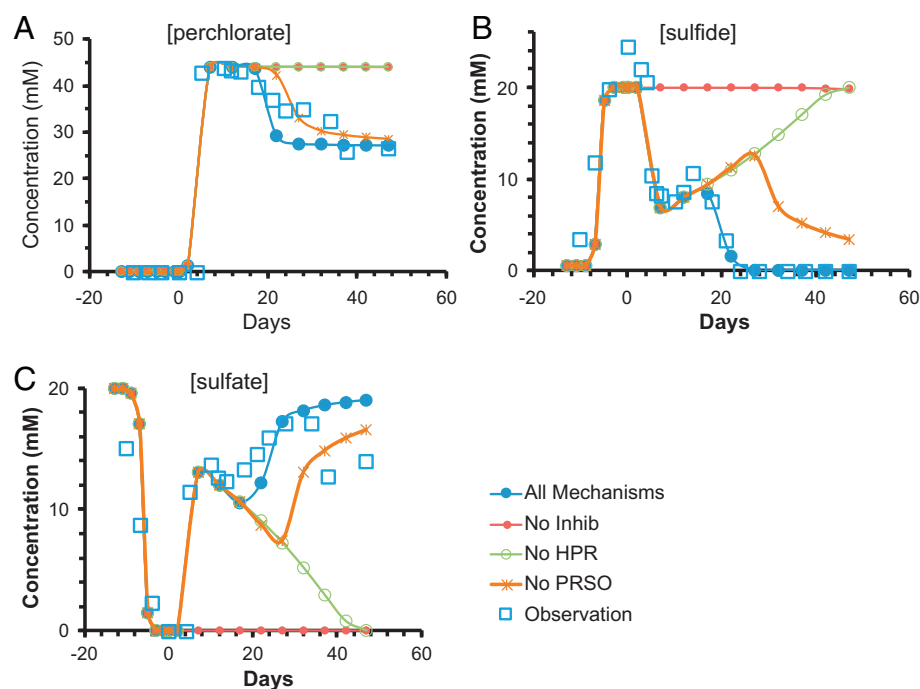 A
[perchlorate]
Concentration (mM)
50
40
30
20
10
0
-20 0 20 40 60
Days
B
[sulfide]
Concentration (mM)
30
20
10
0
-20 0 20 40 60
Days
C
[sulfate]
Concentration (mM)
20
10
0
-20 0 20 40 60
Days
All Mechanisms
No Inhib
No HPR
No PRSO
Observation